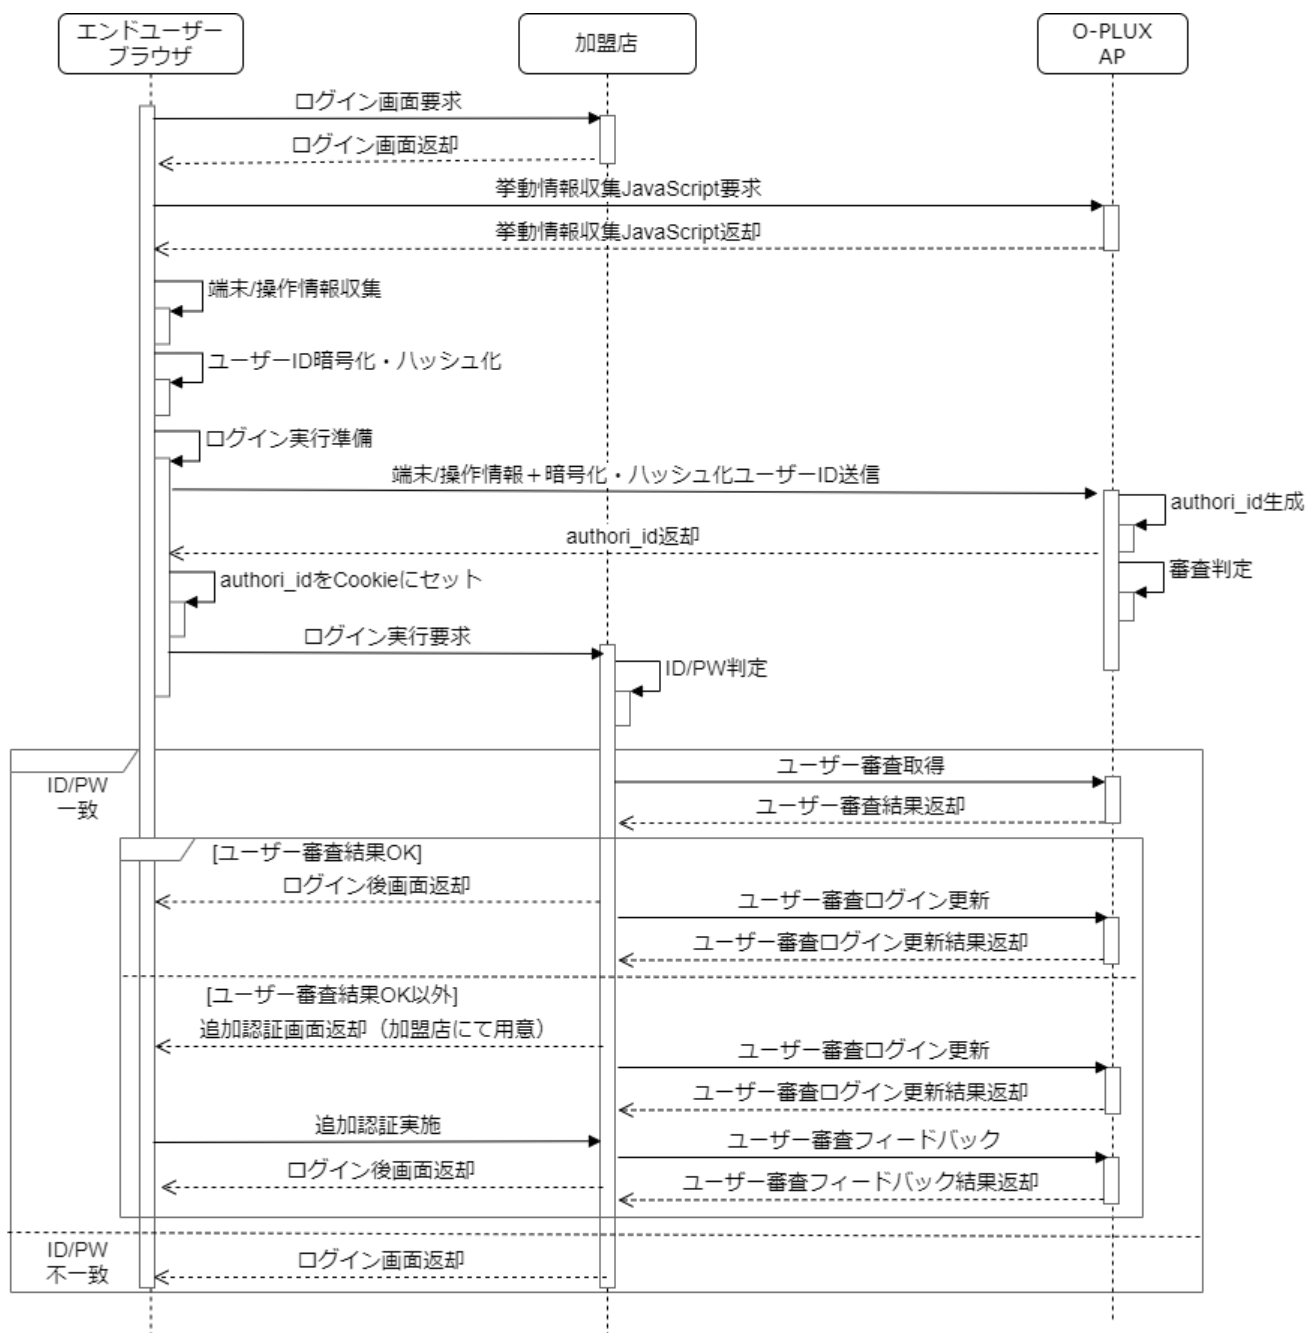 エンドユーザー
ブラウザ
加盟店
O-PLUX
AP
ログイン画面要求
ログイン画面返却
挙動情報収集JavaScript要求
挙動情報収集JavaScript返却
端末/操作情報収集
ユーザーID暗号化・ハッシュ化
ログイン実行準備
端末/操作情報＋暗号化・ハッシュ化ユーザーID送信
authori_id生成
authori_id返却
審査判定
authori_idをCookieにセット
ログイン実行要求
ID/PW判定
ID/PW
一致
ユーザー審査取得
ユーザー審査結果返却
[ユーザー審査結果OK]
ログイン後画面返却
ユーザー審査ログイン更新
ユーザー審査ログイン更新結果返却
[ユーザー審査結果OK以外]
追加認証画面返却（加盟店にて用意）
ユーザー審査ログイン更新
ユーザー審査ログイン更新結果返却
追加認証実施
ユーザー審査フィードバック
ログイン後画面返却
ユーザー審査フィードバック結果返却
ID/PW
不一致
ログイン画面返却